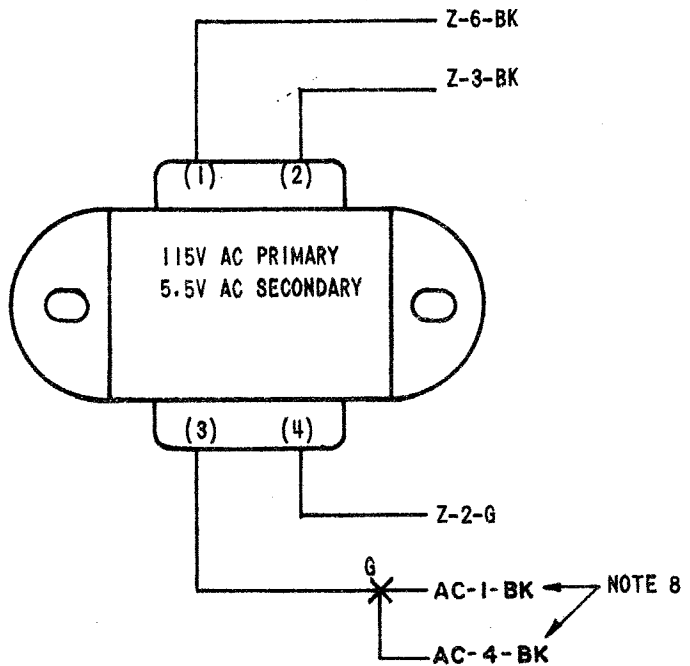 Z-6-BK
Z-3-BK
(1) (2)
115V AC PRIMARY
5.5V AC SECONDARY
(3) (4)
Z-2-G
G
AC-1-BK NOTE 8
AC-4-BK